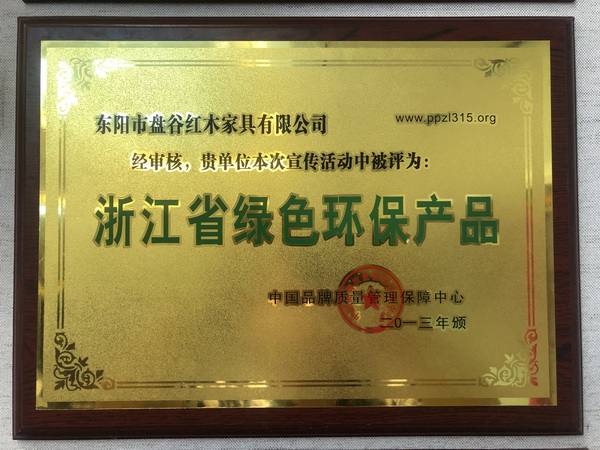 东阳市盘谷红木家具有限公司
www.ppzl315.org
经审核，贵单位本次宣传活动中被评为：
浙江省绿色环保产品
中国品牌质量管理保障中心
二0一三年颁